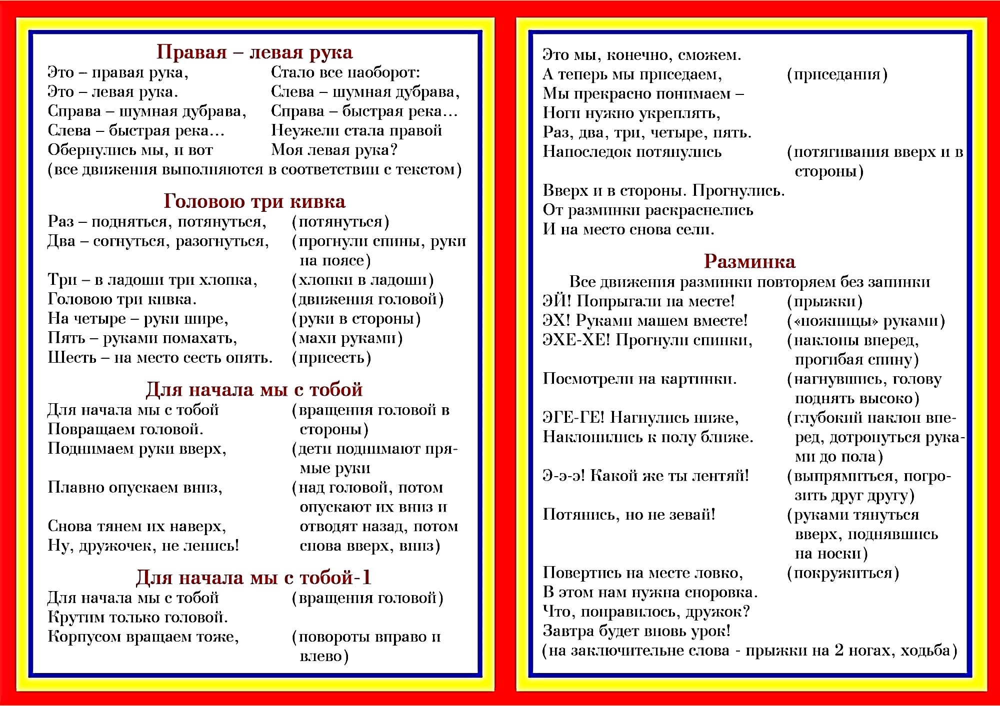 Правая – левая рука
Это – правая рука,
Это – левая рука.
Справа – шумная дубрава,
Слева – быстрая река...
Обернулись мы, и вот
Стало все наоборот:
Слева – шумная дубрава,
Справа – быстрая река...
Неужели стала правой
Моя левая рука?
(все движения выполняются в соответствии с текстом)
Головою три кивка
Раз – подняться, потянуться, (потянуться)
Два – согнуться, разогнуться, (прогнули спины, руки
на поясе)
Три – в ладоши три хлопка, (хлопки в ладоши)
Головою три кивка. (движения головой)
На четыре – руки шире, (руки в стороны)
Пять – руками помахать, (махи руками)
Шесть – на место сесть опять. (присесть)
Для начала мы с тобой
Для начала мы с тобой (вращения головой в
Повращаем головой. стороны)
Поднимаем руки вверх, (дети поднимают пря-
мые руки
Плавно опускаем вниз, (над головой, потом
опускают их вниз и
Снова тянем их наверх, отводят назад, потом
Ну, дружочек, не ленись! снова вверх, вниз)
Для начала мы с тобой-1
Для начала мы с тобой (вращения головой)
Крутим только головой.
Корпусом вращаем тоже, (повороты вправо и
влево)
Это мы, конечно, сможем.
А теперь мы приседаем, (приседания)
Мы прекрасно понимаем –
Ноги нужно укреплять,
Раз, два, три, четыре, пять.
Напоследок потянулись (потягивания вверх и в
стороны)
Вверх и в стороны. Прогнулись.
От разминки раскраснелись
И на место снова сели.
Разминка
Все движения разминки повторяем без запинки
ЭЙ! Попрыгали на месте! (прыжки)
ЭХ! Руками машем вместе! («ножницы» руками)
ЭХЕ-ХЕ! Прогнули спинки, (наклоны вперед,
прогибая спину)
Посмотрели на картинки. (нагнувшись, голову
поднять высоко)
ЭГЕ-ГЕ! Нагнулись ниже, (глубокий наклон впе-
Наклонились к полу ближе. ред, дотронуться рука-
ми до пола)
Э-э-э! Какой же ты лентяй! (выпрямиться, погро-
зить друг другу)
Потянись, но не зевай! (руками тянуться
вверх, поднявшись
на носки)
Повертись на месте ловко, (покружиться)
В этом нам нужна сноровка.
Что, понравилось, дружок?
Завтра будет вновь урок!
(на заключительне слова - прыжки на 2 ногах, ходьба)